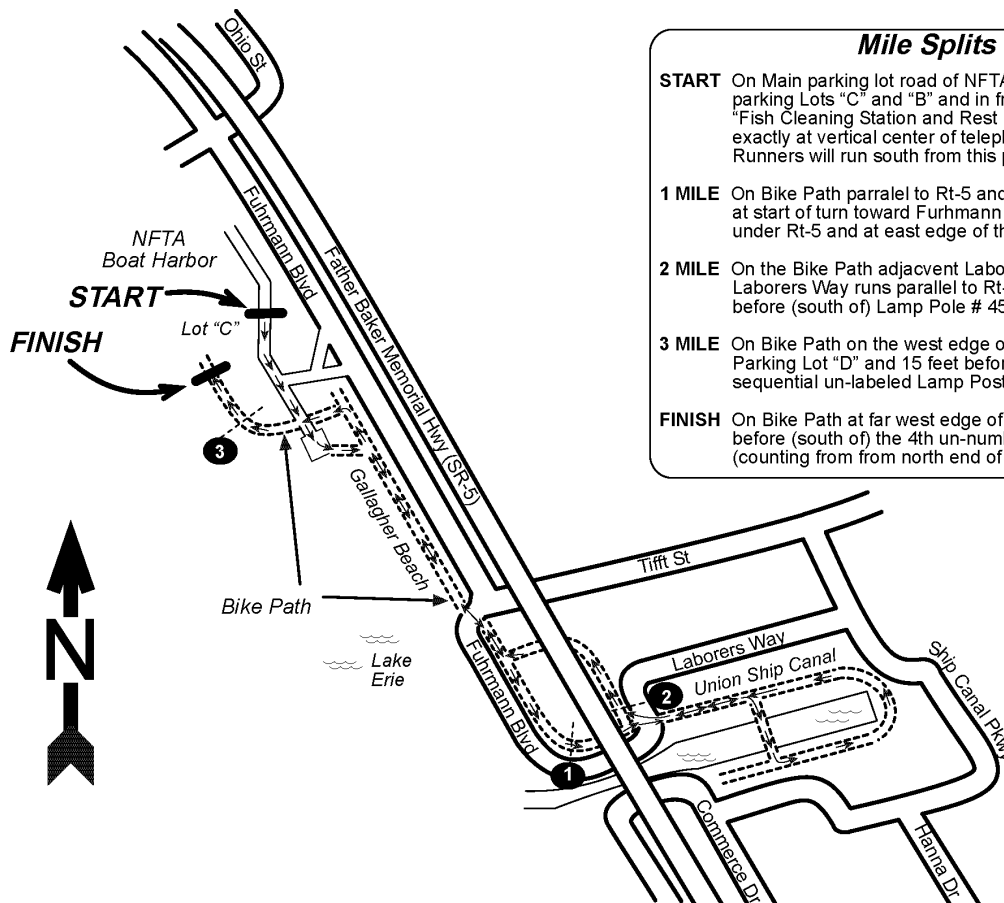 Ohio St
Mile Splits
START On Main parking lot road of NFTA
parking Lots “C” and “B” and in fr
“Fish Cleaning Station and Rest
exactly at vertical center of teleph
Runners will run south from this p
1 MILE On Bike Path parralel to Rt-5 and
at start of turn toward Furhmann
under Rt-5 and at east edge of th
2 MILE On the Bike Path adjacvent Labo
Laborers Way runs parallel to Rt-
before (south of) Lamp Pole # 45
3 MILE On Bike Path on the west edge o
Parking Lot “D” and 15 feet befor
sequential un-labeled Lamp Post
FINISH On Bike Path at far west edge of
before (south of) the 4th un-numb
(counting from from north end of
Fuhrmann Blvd
Father Baker Memorial Hwy (SR-5)
NFTA
Boat Harbor
START
Lot “C”
FINISH
3
Gallagher Beach
Bike Path
N
Lake
Erie
Tifft St
Fuhrmann Blvd
Laborers Way
Union Ship Canal
2
1
Ship Canal Pkwy
Commerce Dr
Hanna Dr